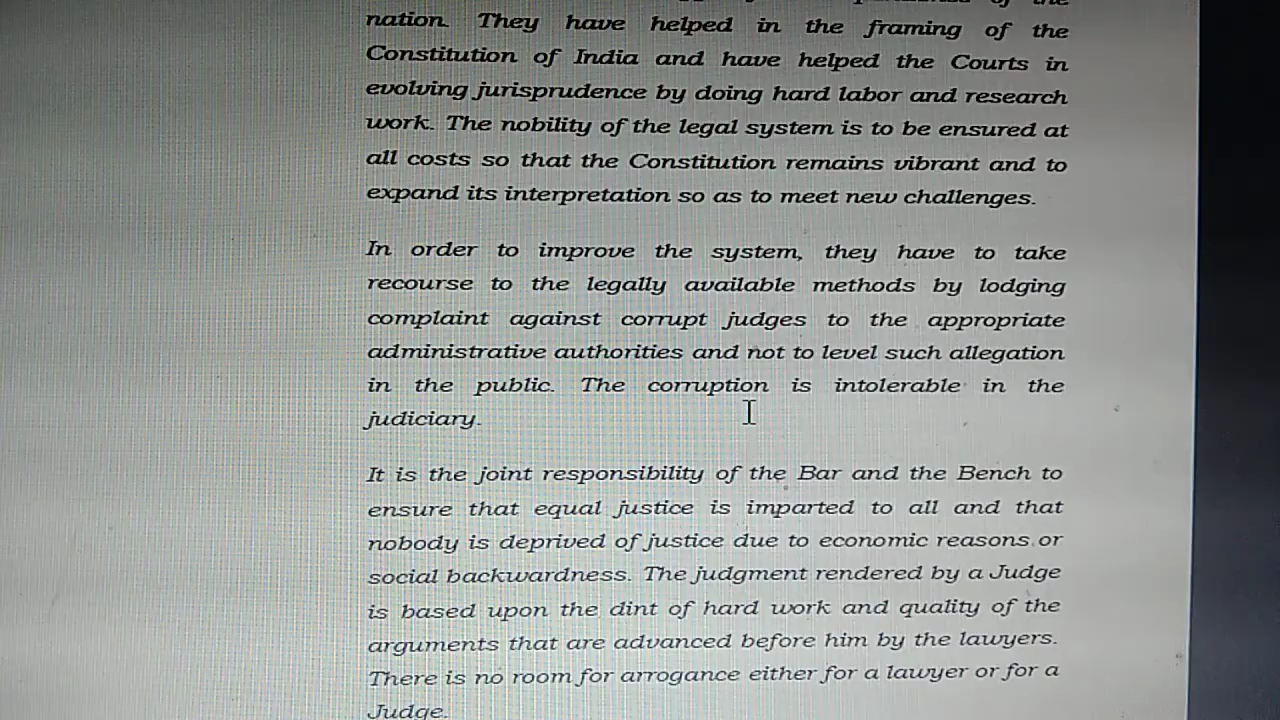 of the
nation. They have helped in the framing of the
Constitution of India and have helped the Courts in
evolving jurisprudence by doing hard labor and research
work. The nobility of the legal system is to be ensured at
all costs so that the Constitution remains vibrant and to
expand its interpretation so as to meet new challenges.
In order to improve the system, they have to take
recourse to the legally available methods by lodging
complaint against corrupt judges to the appropriate
administrative authorities and not to level such allegation
in the public. The corruption is intolerable in the
judiciary.
It is the joint responsibility of the Bar and the Bench to
ensure that equal justice is imparted to all and that
nobody is deprived of justice due to economic reasons or
social backwardness. The judgment rendered by a Judge
is based upon the dint of hard work and quality of the
arguments that are advanced before him by the lawyers.
There is no room for arrogance either for a lawyer or for a
Judge.